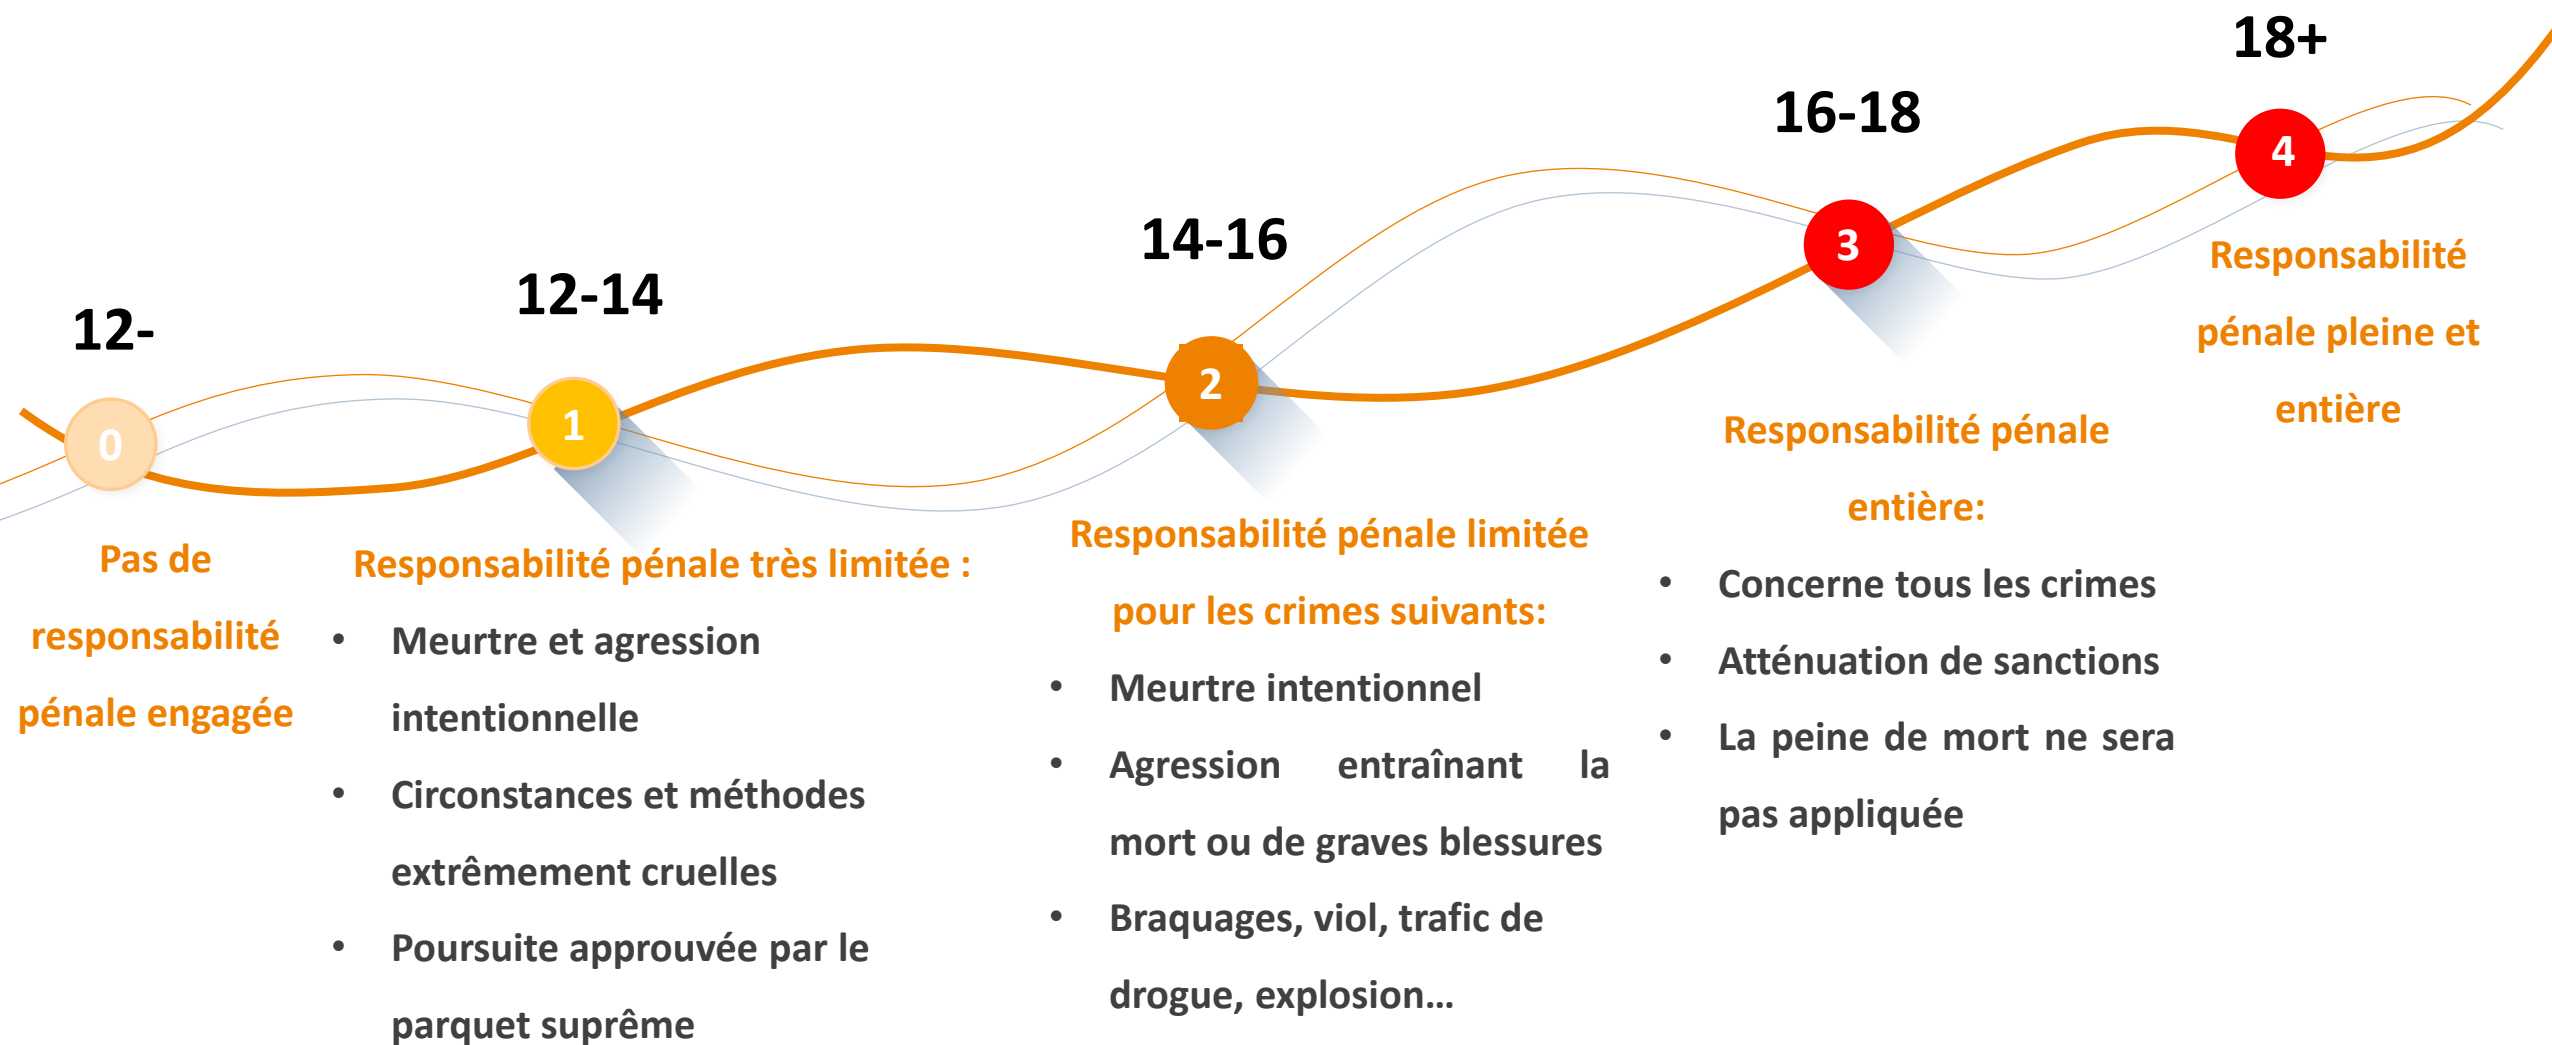 12-
0
Pas de
responsabilité
pénale engagée
12-14
1
Responsabilité pénale très limitée :
• Meurtre et agression
intentionnelle
• Circonstances et méthodes
extrêmement cruelles
• Poursuite approuvée par le
parquet suprême
14-16
2
Responsabilité pénale limitée
pour les crimes suivants:
• Meurtre intentionnel
• Agression entraînant la
mort ou de graves blessures
• Braquages, viol, trafic de
drogue, explosion…
16-18
3
Responsabilité pénale
entière:
• Concerne tous les crimes
• Atténuation de sanctions
• La peine de mort ne sera
pas appliquée
18+
4
Responsabilité
pénale pleine et
entière